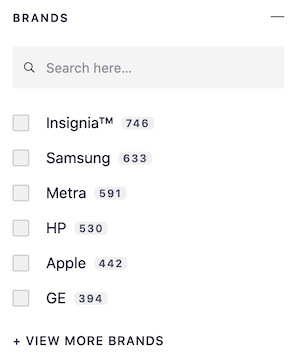 BRANDS
Search here...
Insignia™ 746
Samsung 633
Metra 591
HP 530
Apple 442
GE 394
+ VIEW MORE BRANDS